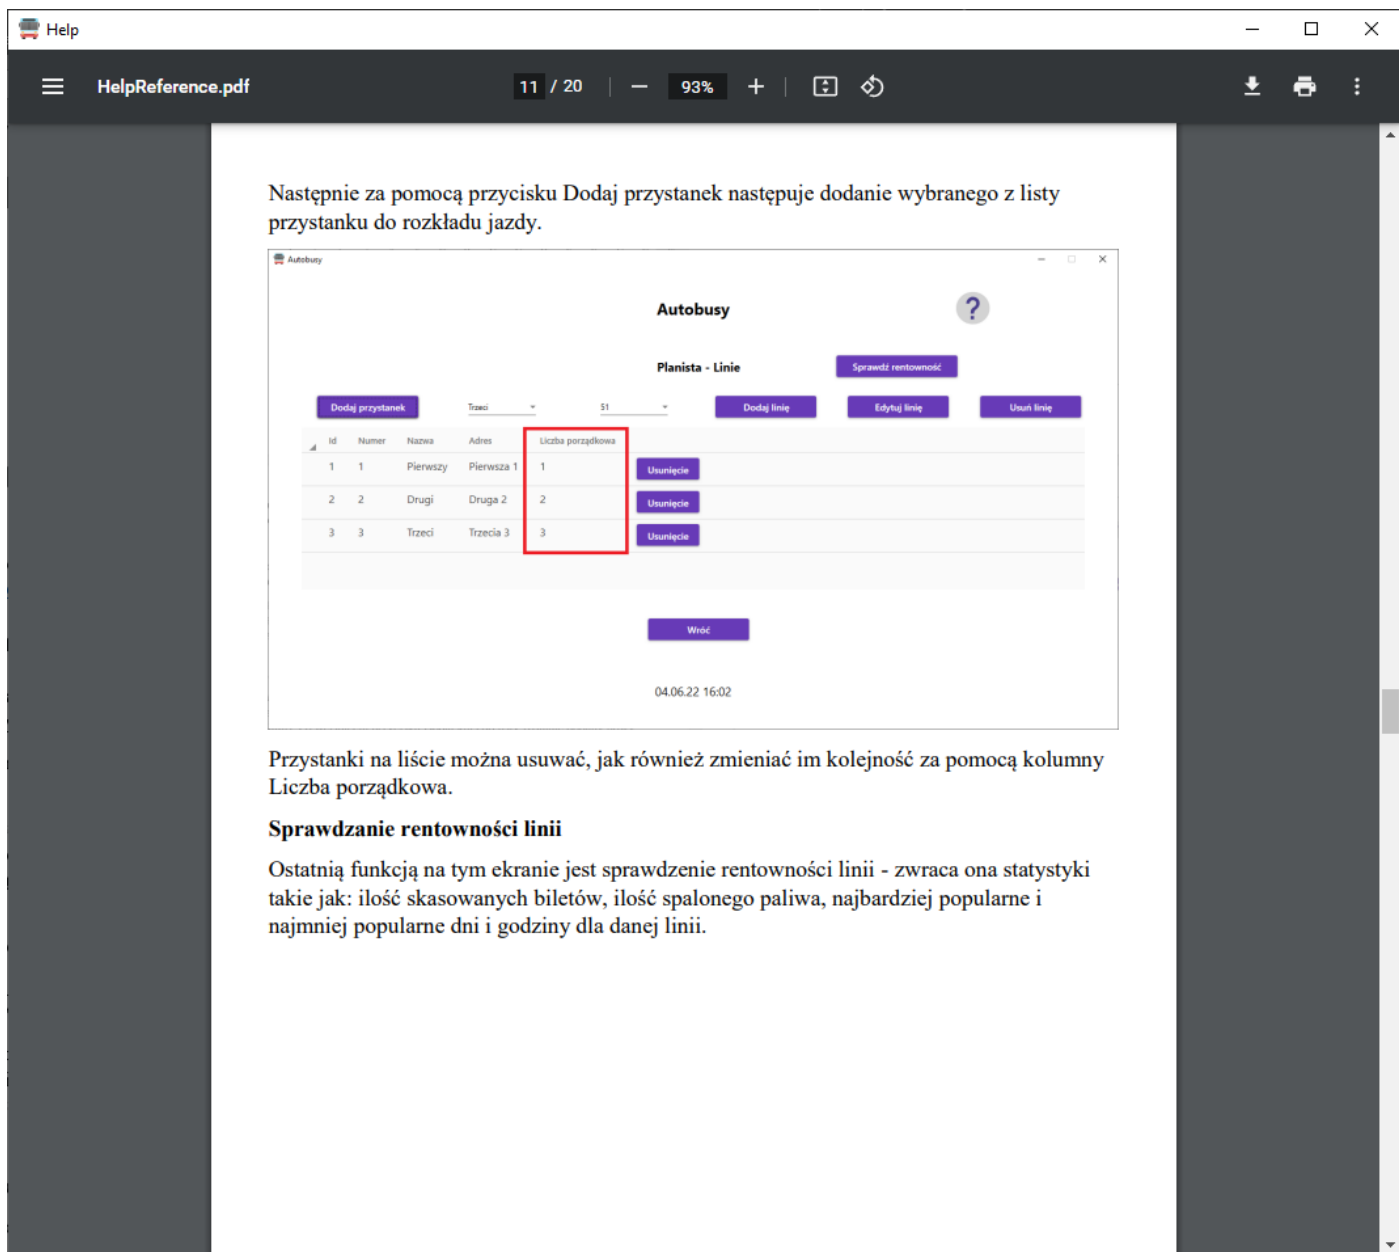 Help
HelpReference.pdf
11 / 20
93%
Następnie za pomocą przycisku Dodaj przystanek następuje dodanie wybranego z listy
przystanku do rozkładu jazdy.
Autobusy
Autobusy
?
Planista - Linie
Sprawdź rentowność
Dodaj przystanek
Trzeci
51
Dodaj linię
Edytuj linię
Usuń linię
Id Numer Nazwa Adres Liczba porządkowa
1 1 Pierwszy Pierwsza 1 1 Usunięcie
2 2 Drugi Druga 2 2 Usunięcie
3 3 Trzeci Trzecia 3 3 Usunięcie
Wróć
04.06.22 16:02
Przystanki na liście można usuwać, jak również zmieniać im kolejność za pomocą kolumny
Liczba porządkowa.
Sprawdzanie rentowności linii
Ostatnią funkcją na tym ekranie jest sprawdzenie rentowności linii - zwraca ona statystyki
takie jak: ilość skasowanych biletów, ilość spalonego paliwa, najbardziej popularne i
najmniej popularne dni i godziny dla danej linii.